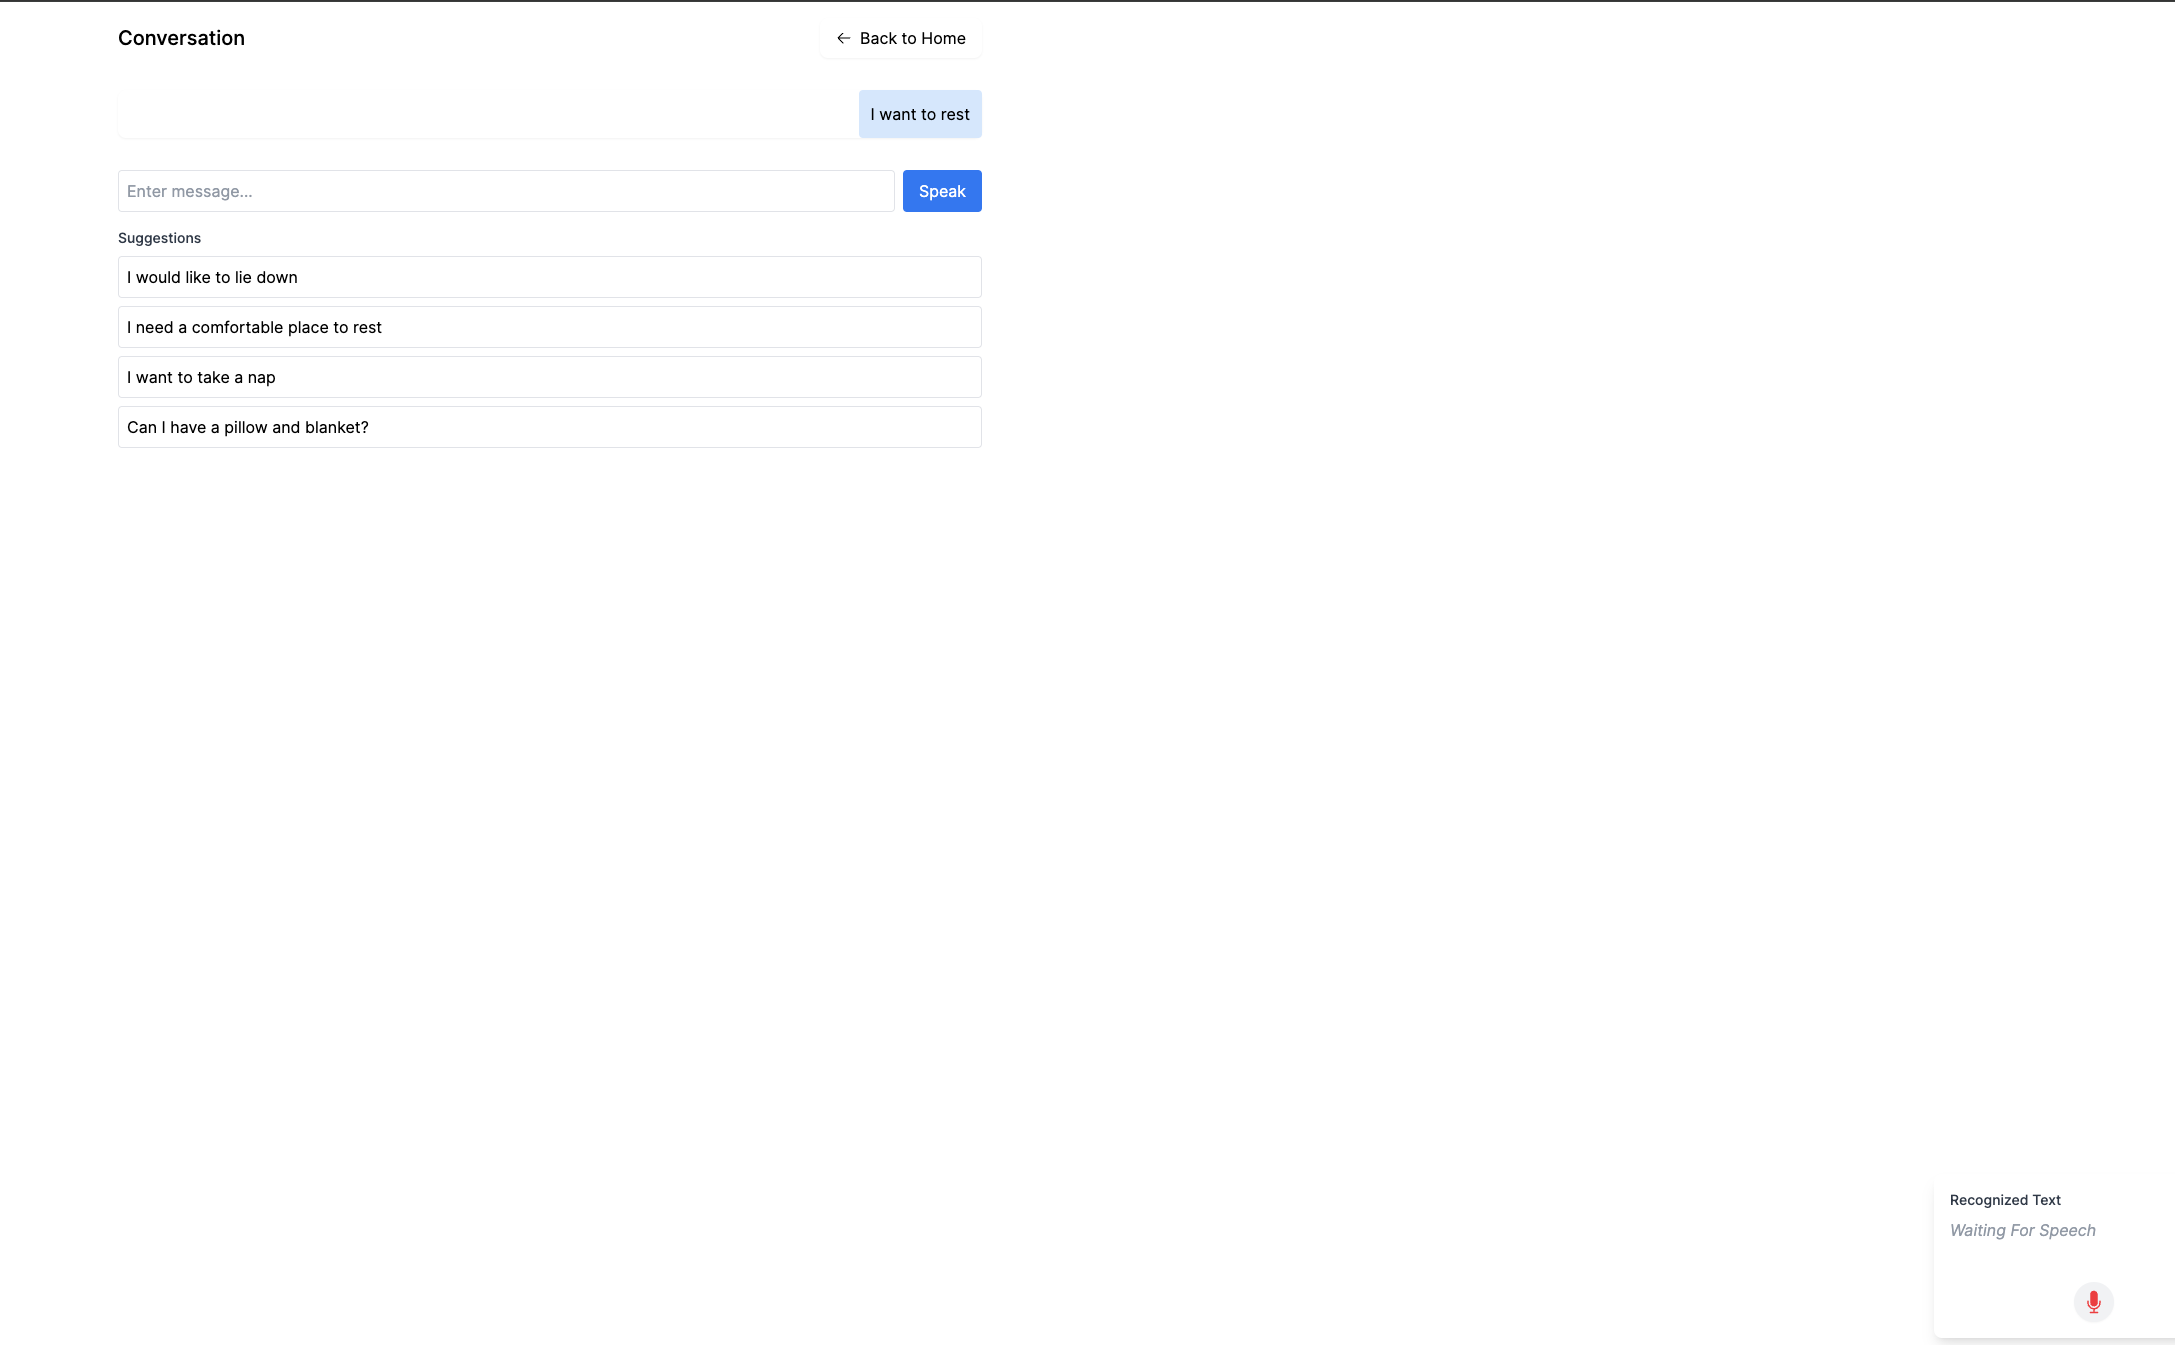 Conversation
Back to Home
I want to rest
Enter message...
Speak
Suggestions
I would like to lie down
I need a comfortable place to rest
I want to take a nap
Can I have a pillow and blanket?
Recognized Text
Waiting For Speech